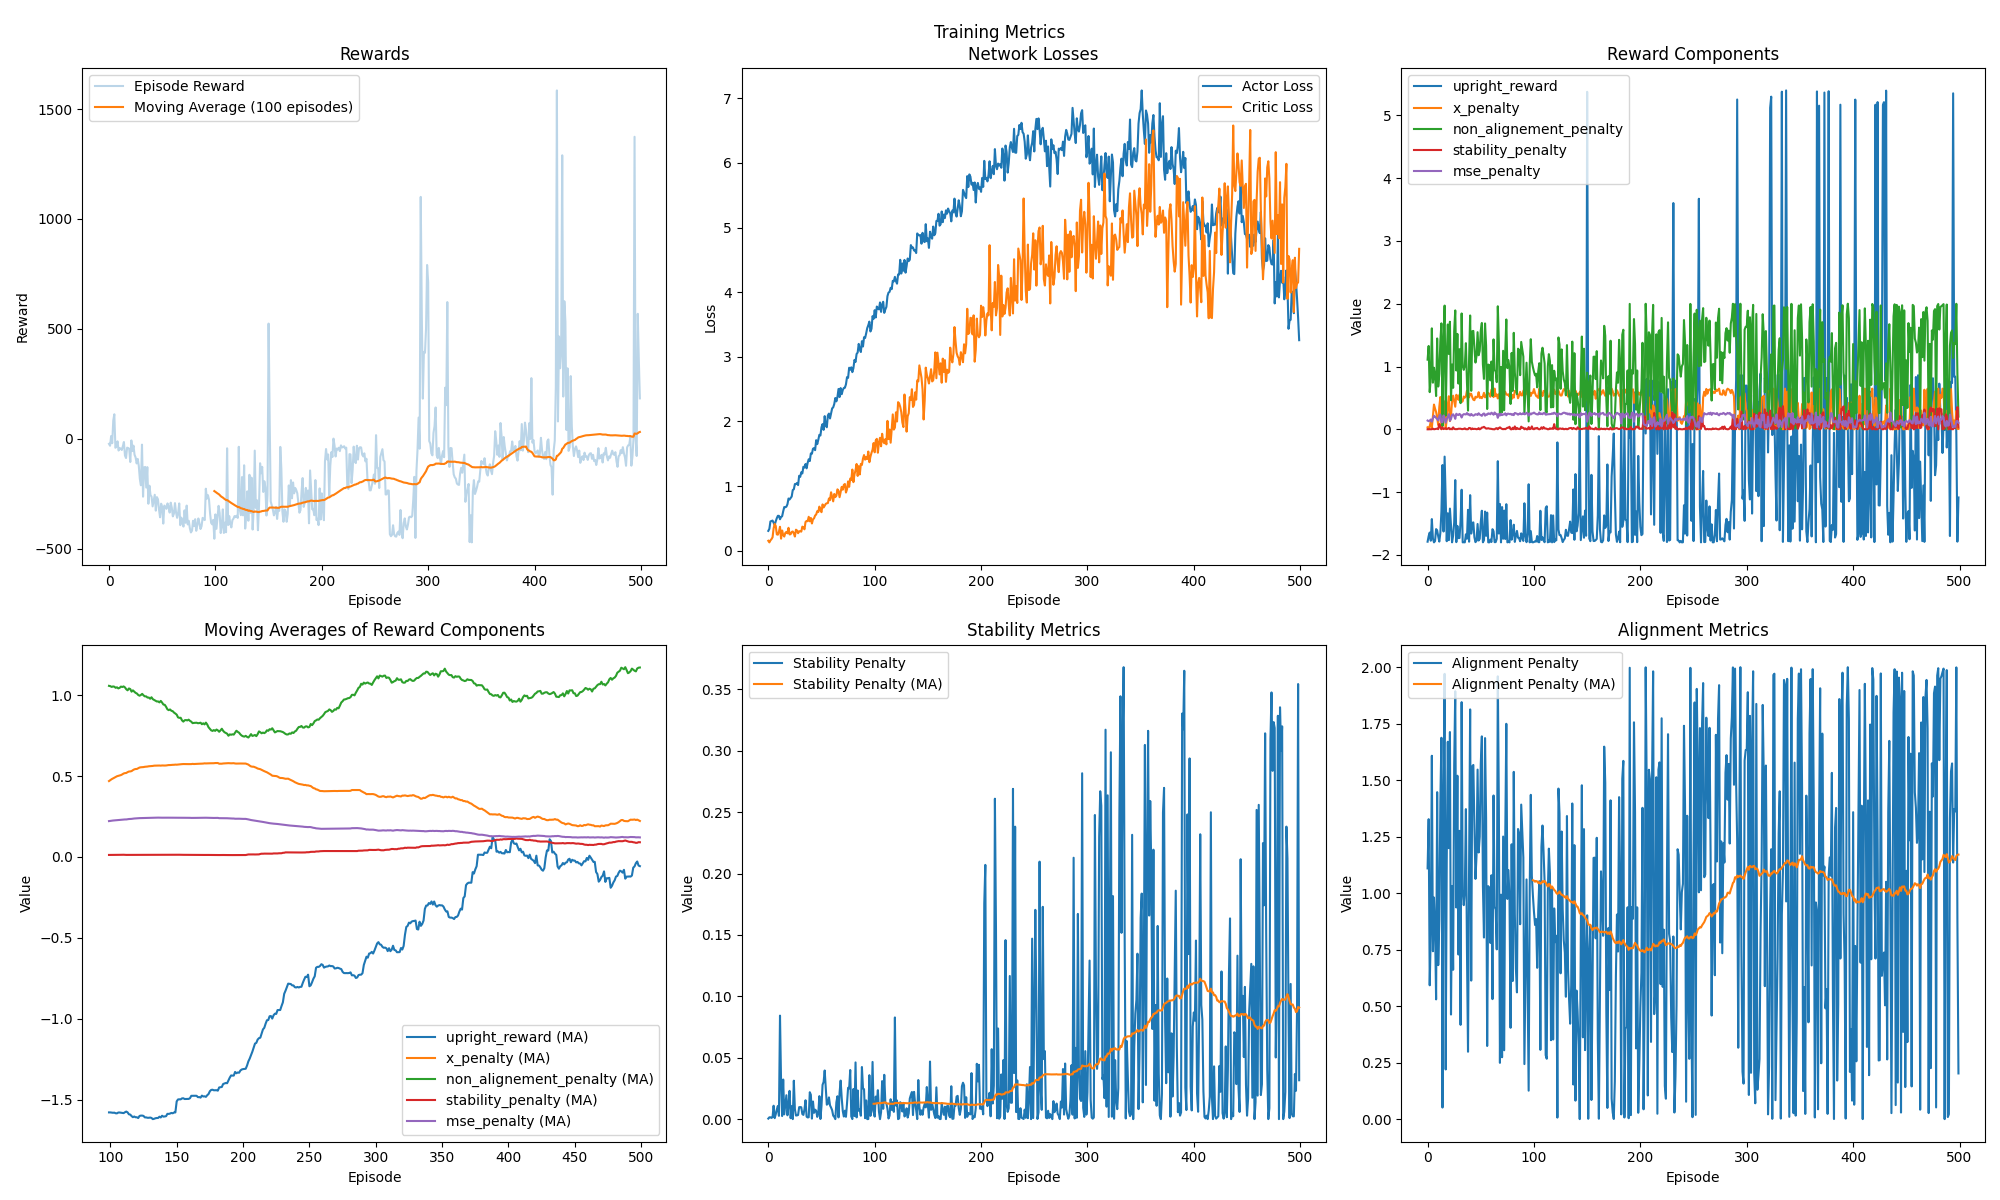 Training Metrics
Rewards
Episode Reward
Moving Average (100 episodes)
1500
1000
500
0
−500
Reward
0 100 200 300 400 500
Episode
Network Losses
Actor Loss
Critic Loss
7
6
5
4
3
2
1
0
Loss
0 100 200 300 400 500
Episode
Reward Components
upright_reward
x_penalty
non_alignement_penalty
stability_penalty
mse_penalty
5
4
3
2
1
0
−1
−2
Value
0 100 200 300 400 500
Episode
Moving Averages of Reward Components
1.0
0.5
0.0
−0.5
−1.0
−1.5
Value
upright_reward (MA)
x_penalty (MA)
non_alignement_penalty (MA)
stability_penalty (MA)
mse_penalty (MA)
100 150 200 250 300 350 400 450 500
Episode
Stability Metrics
Stability Penalty
Stability Penalty (MA)
0.35
0.30
0.25
0.20
0.15
0.10
0.05
0.00
Value
0 100 200 300 400 500
Episode
Alignment Metrics
Alignment Penalty
Alignment Penalty (MA)
2.00
1.75
1.50
1.25
1.00
0.75
0.50
0.25
0.00
Value
0 100 200 300 400 500
Episode